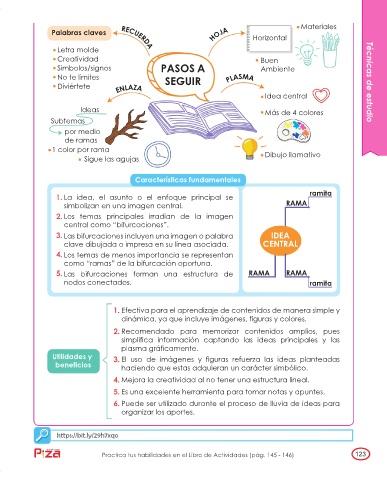 Palabras claves
RECUERDA
• Letra molde
• Creatividad
• Símbolos/signos
• No te límites
• Diviértete
PASOS A
SEGUIR
HOJA
• Materiales
Horizontal
• Buen
Ambiente
PLASMA
• Idea central
• Más de 4 colores
• Dibujo llamativo
ENLAZA
Ideas
Subtemas
por medio
de ramas
• 1 color por rama
• Sigue las agujas
Técnicas de estudio
Características fundamentales
1. La idea, el asunto o el enfoque principal se
simbolizan en una imagen central.
2. Los temas principales irradian de la imagen
central como “bifurcaciones”.
3. Las bifurcaciones incluyen una imagen o palabra
clave dibujada o impresa en su línea asociada.
4. Los temas de menos importancia se representan
como “ramas” de la bifurcación oportuna.
5. Las bifurcaciones forman una estructura de
nodos conectados.
ramita
RAMA
IDEA
CENTRAL
RAMA
RAMA
ramita
Utilidades y
beneficios
1. Efectiva para el aprendizaje de contenidos de manera simple y
dinámica, ya que incluye imágenes, figuras y colores.
2. Recomendado para memorizar contenidos amplios, pues
simplifica información captando las ideas principales y las
plasma gráficamente.
3. El uso de imágenes y figuras refuerza las ideas planteadas
haciendo que estas adquieran un carácter simbólico.
4. Mejora la creatividad al no tener una estructura lineal.
5. Es una excelente herramienta para tomar notas y apuntes.
6. Puede ser utilizado durante el proceso de lluvia de ideas para
organizar los aportes.
https://bit.ly/29h7xqo
Practica tus habilidades en el Libro de Actividades (pág. 145 - 146)
123